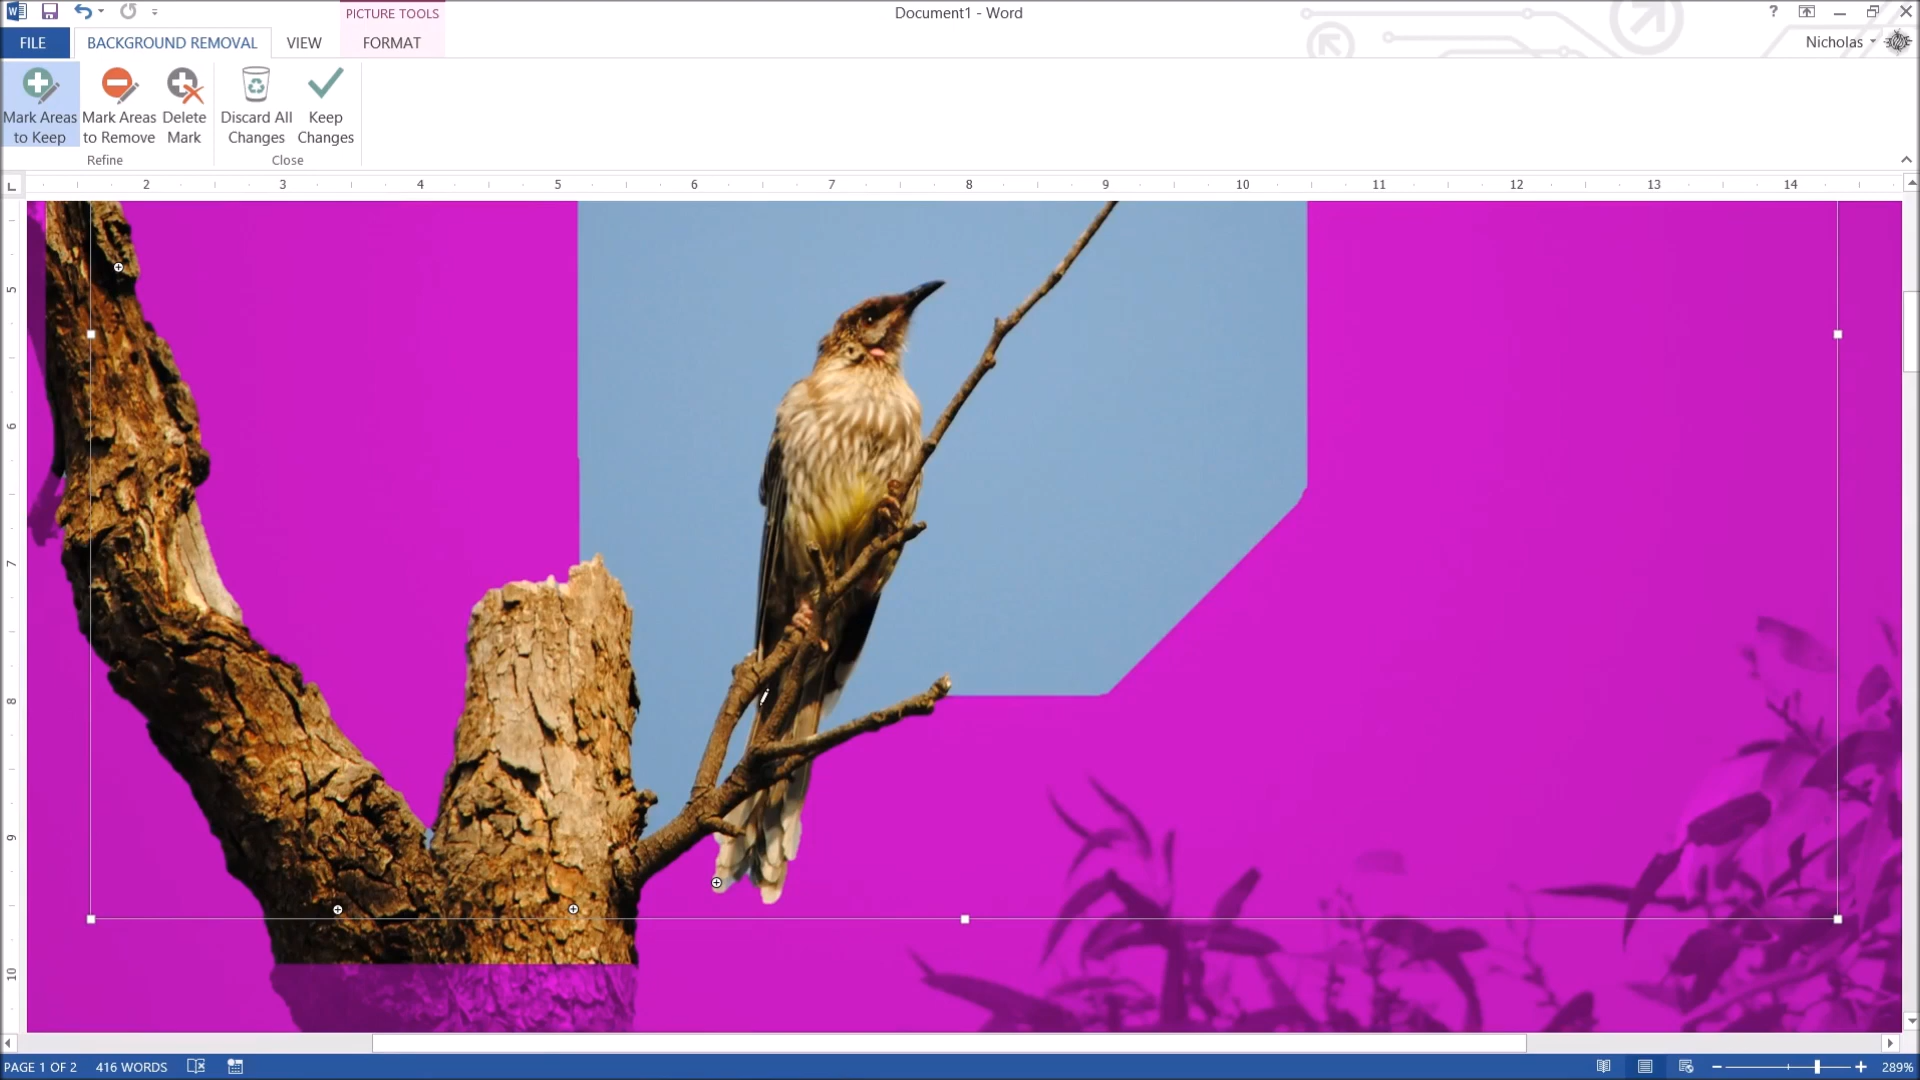 PICTURE TOOLS
Document1 - Word
?
FILE
BACKGROUND REMOVAL
VIEW
FORMAT
Nicholas
Mark Areas to Keep
Mark Areas to Remove
Delete Mark
Discard All Changes
Keep Changes
Refine
Close
2 3 4 5 6 7 8 9 10 11 12 13 14
5
6
7
8
9
10
PAGE 1 OF 2
416 WORDS
289%